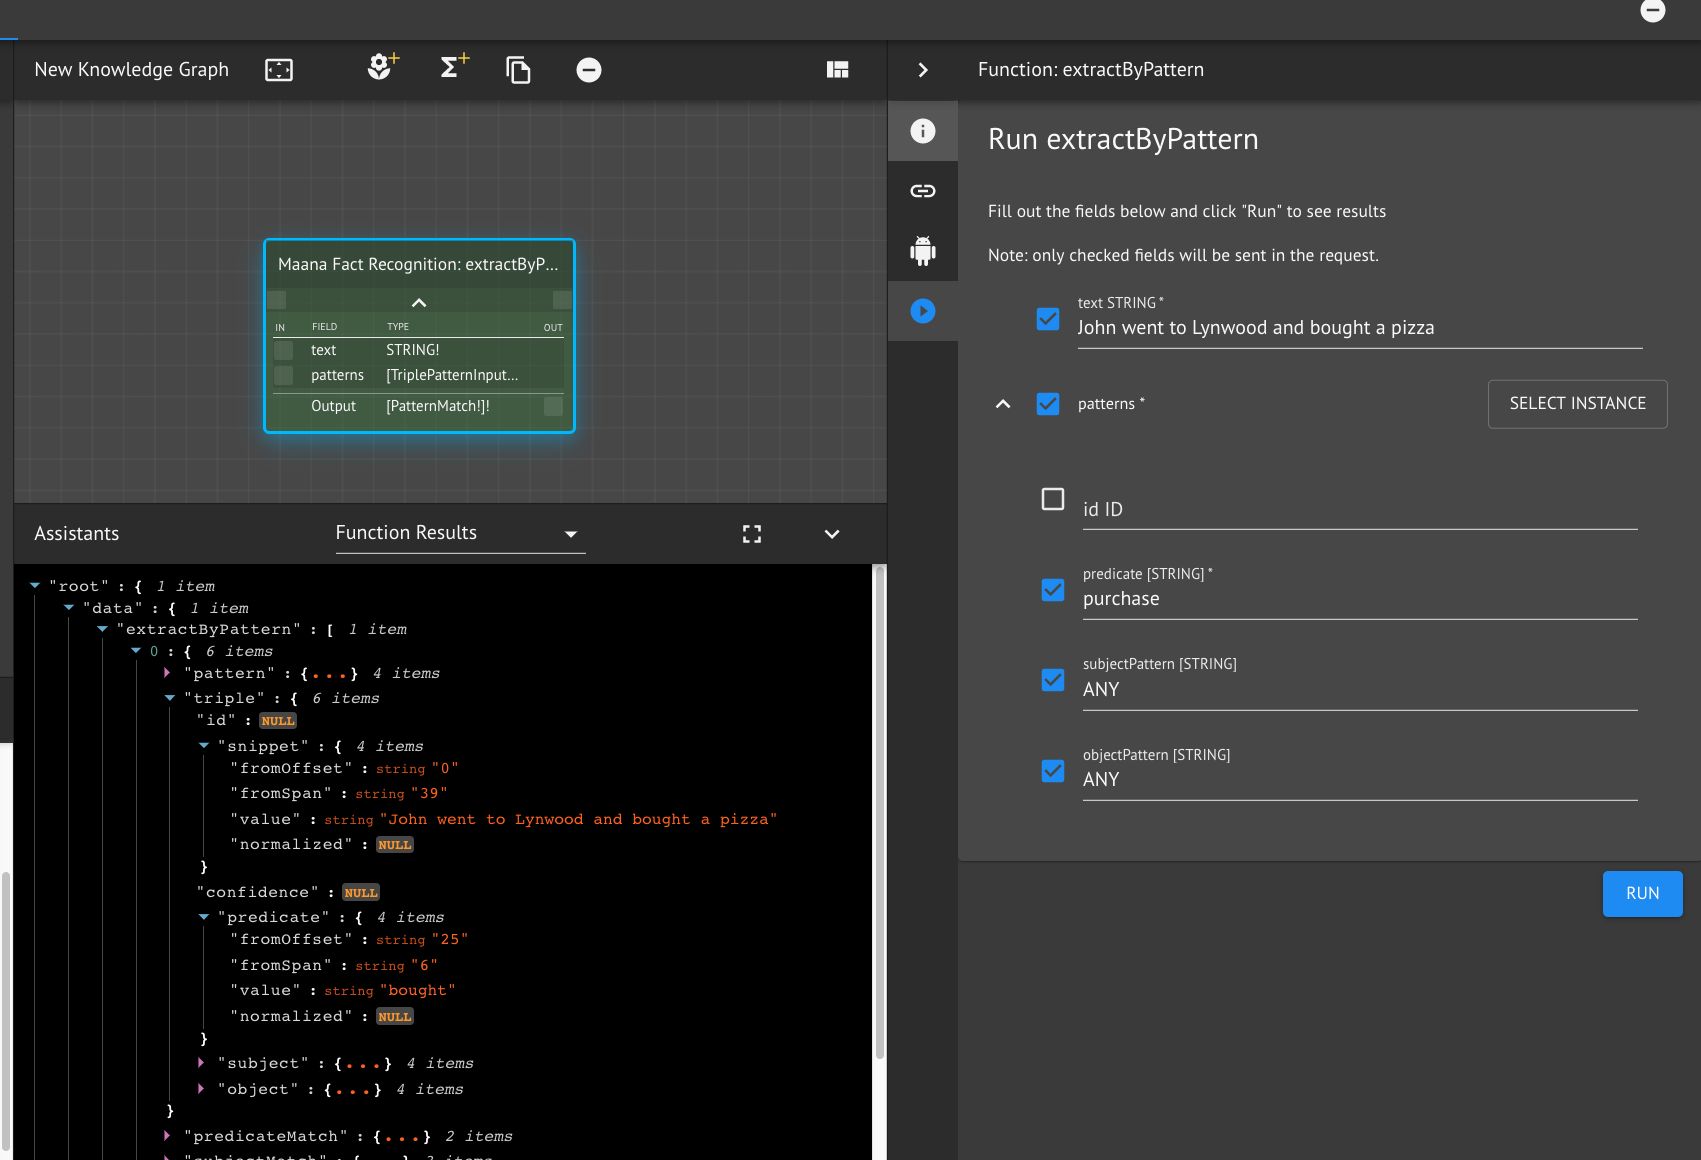 New Knowledge Graph
Function: extractByPattern
Run extractByPattern
Fill out the fields below and click "Run" to see results
Note: only checked fields will be sent in the request.
text STRING *
John went to Lynwood and bought a pizza
patterns *
SELECT INSTANCE
id ID
predicate [STRING] *
purchase
subjectPattern [STRING]
ANY
objectPattern [STRING]
ANY
RUN
Maana Fact Recognition: extractByP...
IN FIELD TYPE OUT
text STRING!
patterns [TriplePatternInput...
Output [PatternMatch!]!
Assistants
Function Results
"root" : { 1 item
"data" : { 1 item
"extractByPattern" : [ 1 item
0 : { 6 items
"pattern" : {...} 4 items
"triple" : { 6 items
"id" : NULL
"snippet" : { 4 items
"fromOffset" : string "0"
"fromSpan" : string "39"
"value" : string "John went to Lynwood and bought a pizza"
"normalized" : NULL
}
"confidence" : NULL
"predicate" : { 4 items
"fromOffset" : string "25"
"fromSpan" : string "6"
"value" : string "bought"
"normalized" : NULL
}
"subject" : {...} 4 items
"object" : {...} 4 items
}
"predicateMatch" : {...} 2 items